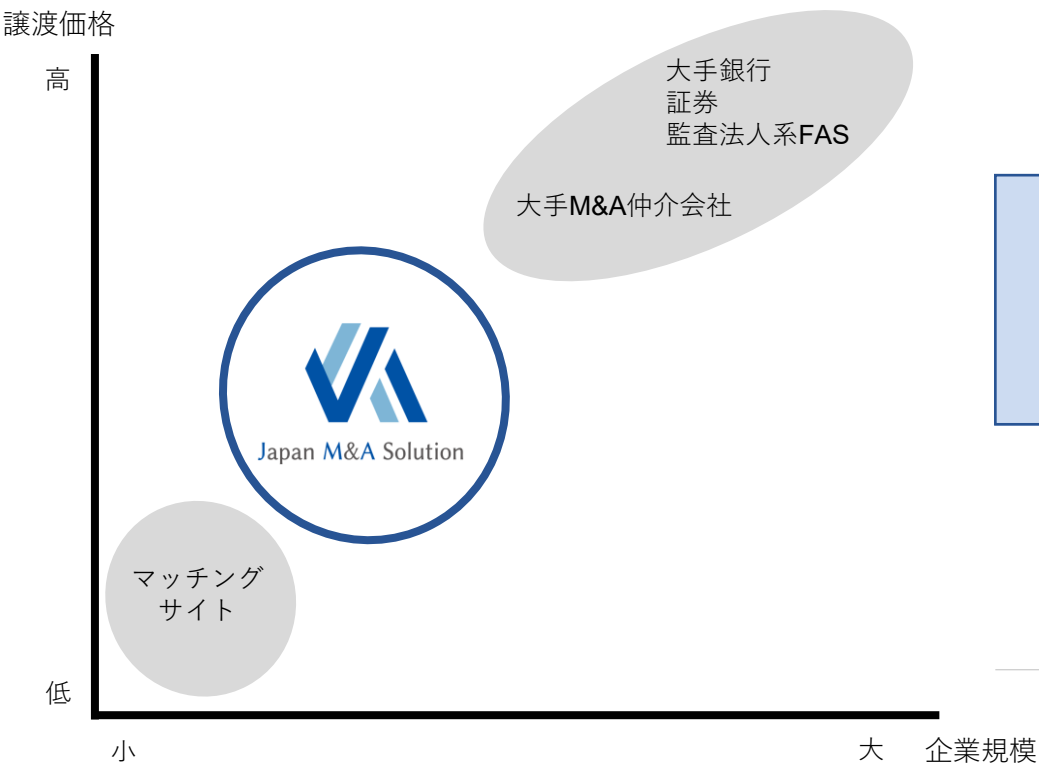 譲渡価格
高
大手銀行
証券
監査法人系FAS
大手M&A仲介会社
Japan M&A Solution
マッチング
サイト
低
小
大
企業規模